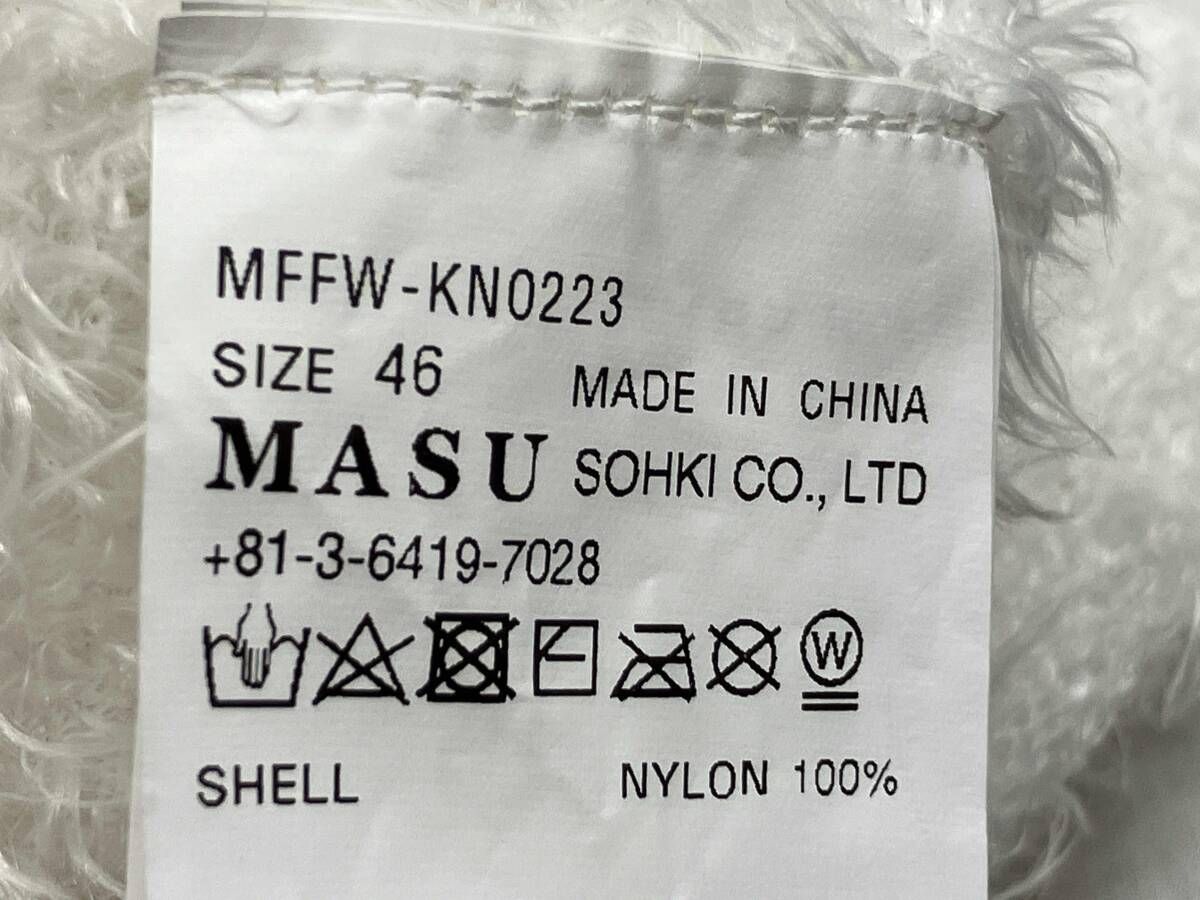 MFFW-KN0223
SIZE 46
MADE IN CHINA
MASU SOHKI CO., LTD
+81-3-6419-7028
W
SHELL NYLON 100%